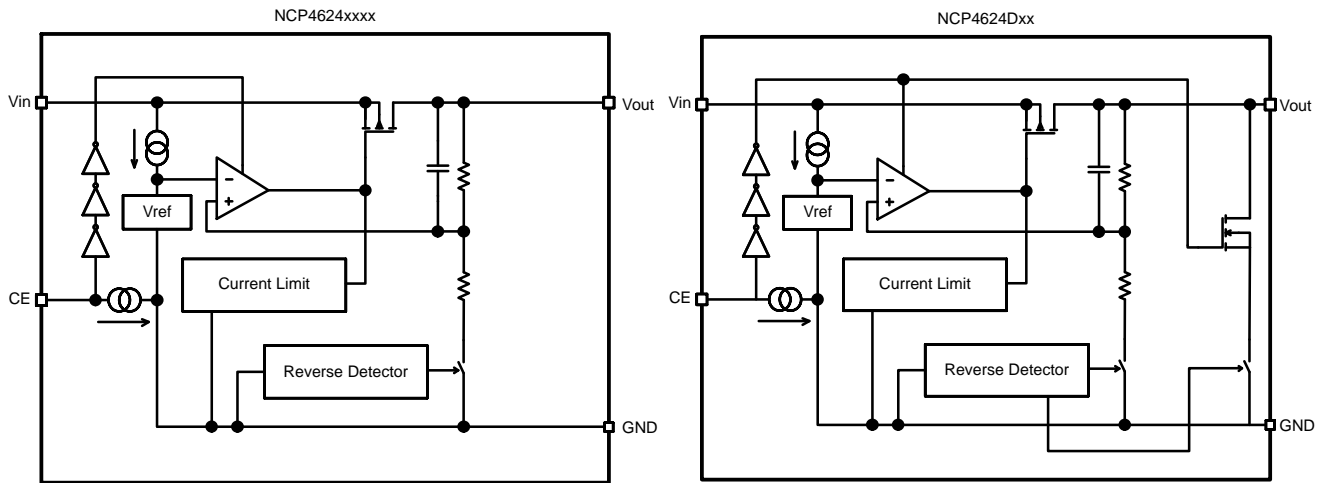 NCP4624xxxx
Vin
Vout
−
+
Vref
CE
Current Limit
Reverse Detector
GND
NCP4624Dxx
Vin
Vout
−
+
Vref
CE
Current Limit
Reverse Detector
GND